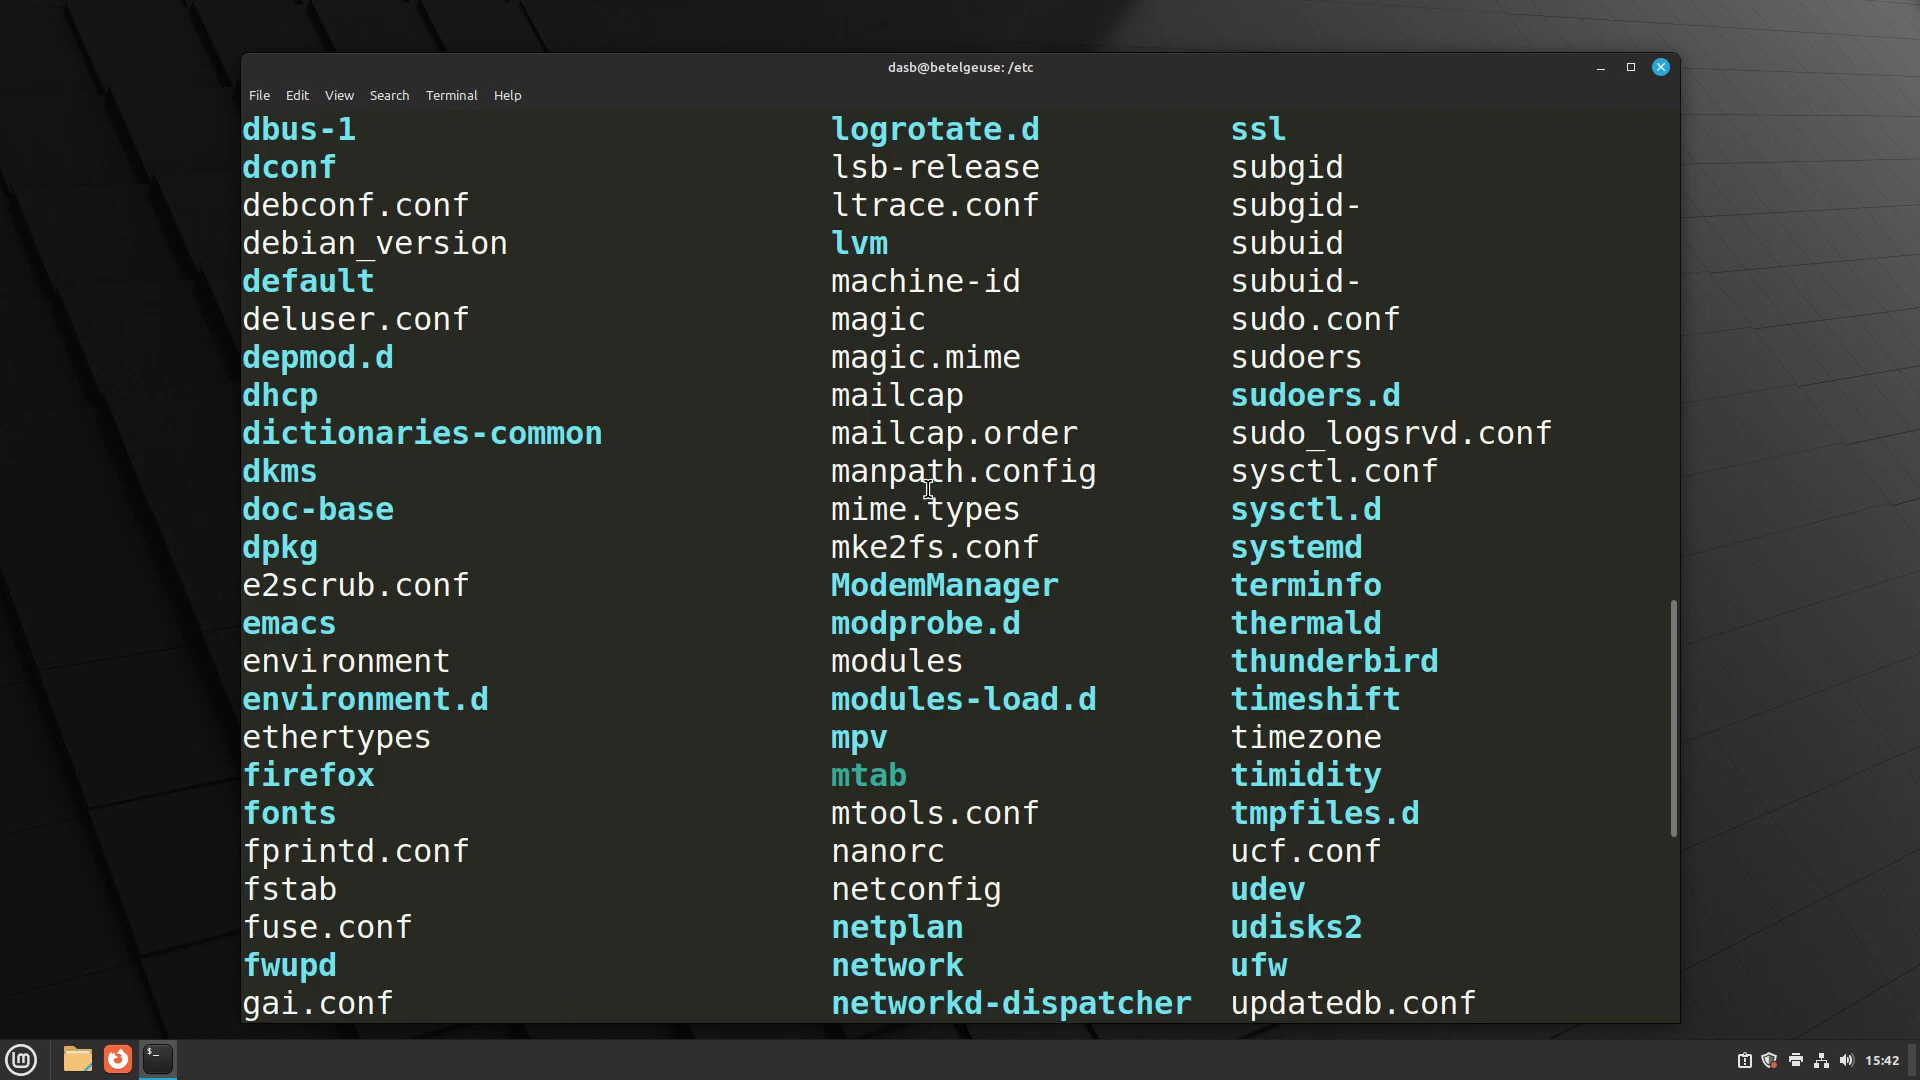 dasb@betelgeuse: /etc
File Edit View Search Terminal Help
dbus-1 logrotate.d ssl
dconf lsb-release subgid
debconf.conf ltrace.conf subgid-
debian_version lvm subuid
default machine-id subuid-
deluser.conf magic sudo.conf
depmod.d magic.mime sudoers
dhcp mailcap sudoers.d
dictionaries-common mailcap.order sudo_logsrvd.conf
dkms manpath.config sysctl.conf
doc-base mime.types sysctl.d
dpkg mke2fs.conf systemd
e2scrub.conf ModemManager terminfo
emacs modprobe.d thermald
environment modules thunderbird
environment.d modules-load.d timeshift
ethertypes mpv timezone
firefox mtab timidity
fonts mtools.conf tmpfiles.d
fprintd.conf nanorc ucf.conf
fstab netconfig udev
fuse.conf netplan udisks2
fwupd network ufw
gai.conf networkd-dispatcher updatedb.conf
$_
15:42